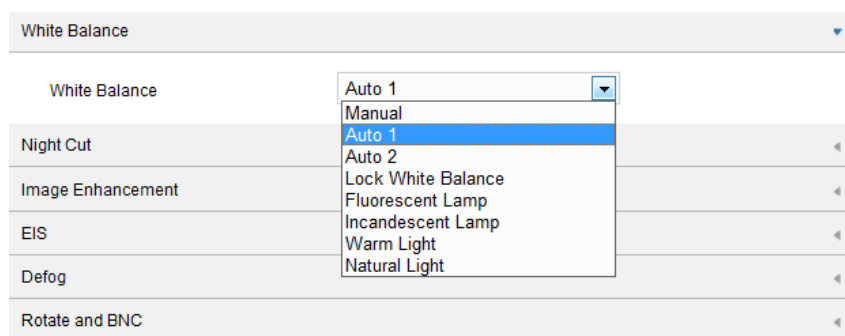 White Balance
White Balance Auto 1
Manual
Night Cut Auto 1
Auto 2
Lock White Balance
Image Enhancement
Fluorescent Lamp
Incandescent Lamp
EIS
Warm Light
Natural Light
Defog
Rotate and BNC